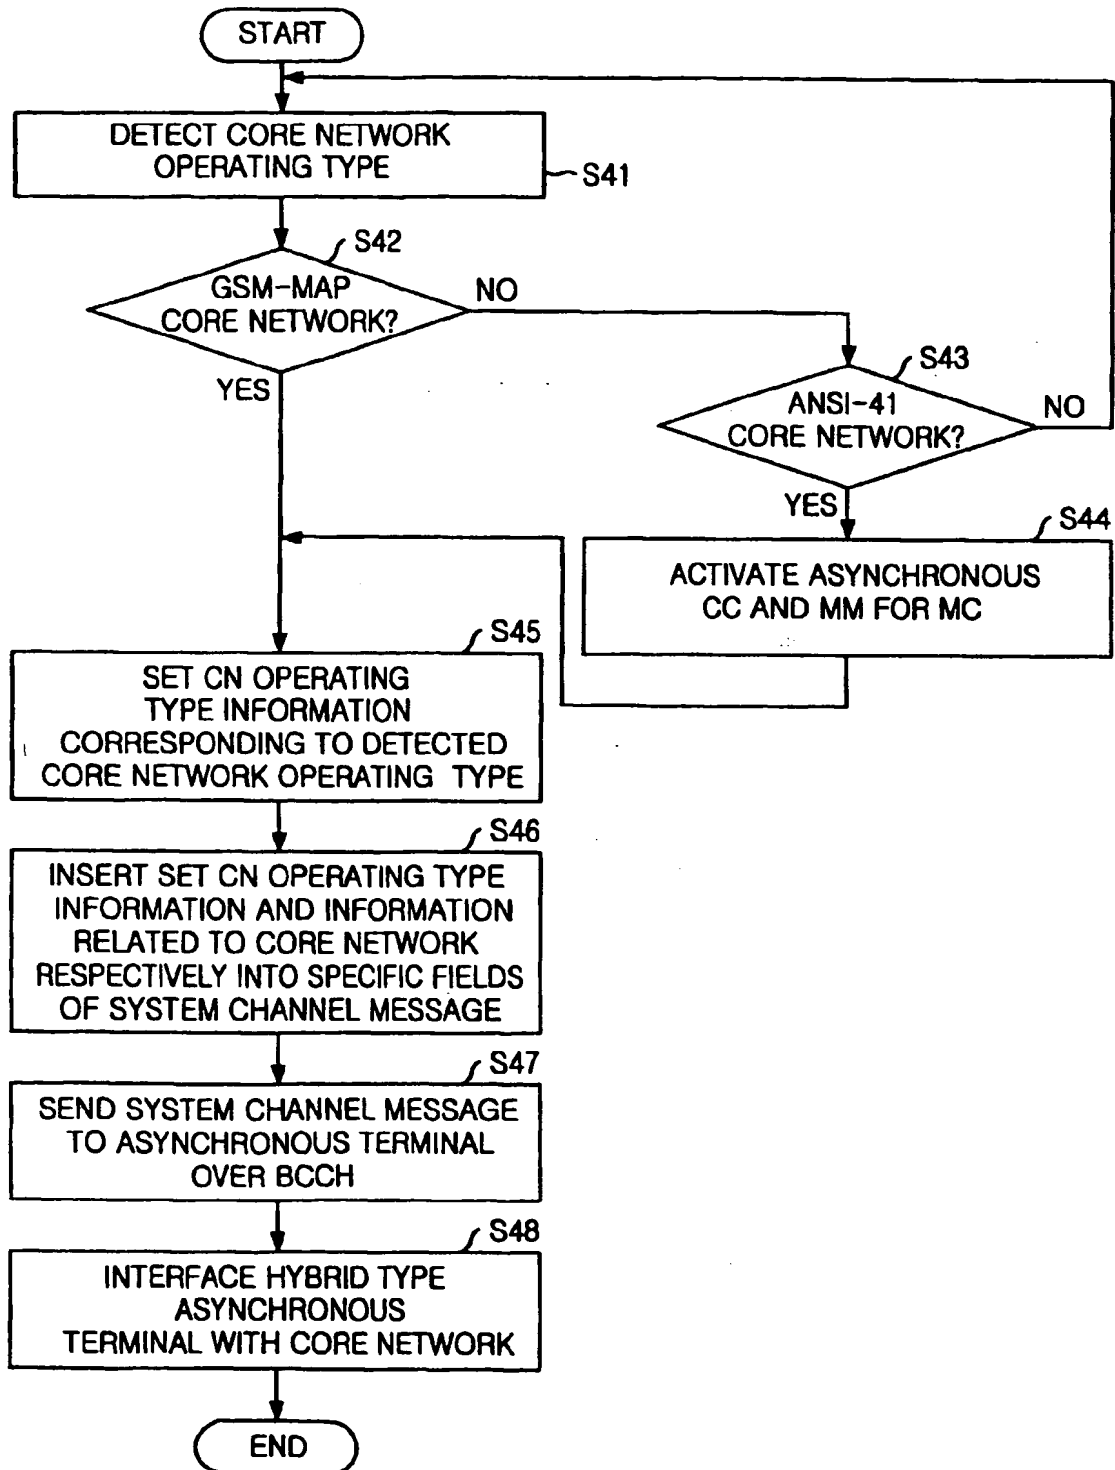 START
DETECT CORE NETWORK
OPERATING TYPE
S41
S42
GSM-MAP
CORE NETWORK?
NO
YES
S43
ANSI-41
CORE NETWORK?
NO
YES
S44
ACTIVATE ASYNCHRONOUS
CC AND MM FOR MC
S45
SET CN OPERATING
TYPE INFORMATION
CORRESPONDING TO DETECTED
CORE NETWORK OPERATING TYPE
S46
INSERT SET CN OPERATING TYPE
INFORMATION AND INFORMATION
RELATED TO CORE NETWORK
RESPECTIVELY INTO SPECIFIC FIELDS
OF SYSTEM CHANNEL MESSAGE
S47
SEND SYSTEM CHANNEL MESSAGE
TO ASYNCHRONOUS TERMINAL
OVER BCCH
S48
INTERFACE HYBRID TYPE
ASYNCHRONOUS
TERMINAL WITH CORE NETWORK
END